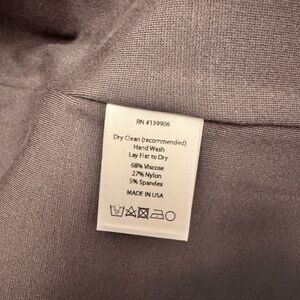 RN #139906
Dry Clean (recommended)
Hand Wash
Lay Flat to Dry
68% Viscose
27% Nylon
5% Spandex
MADE IN USA